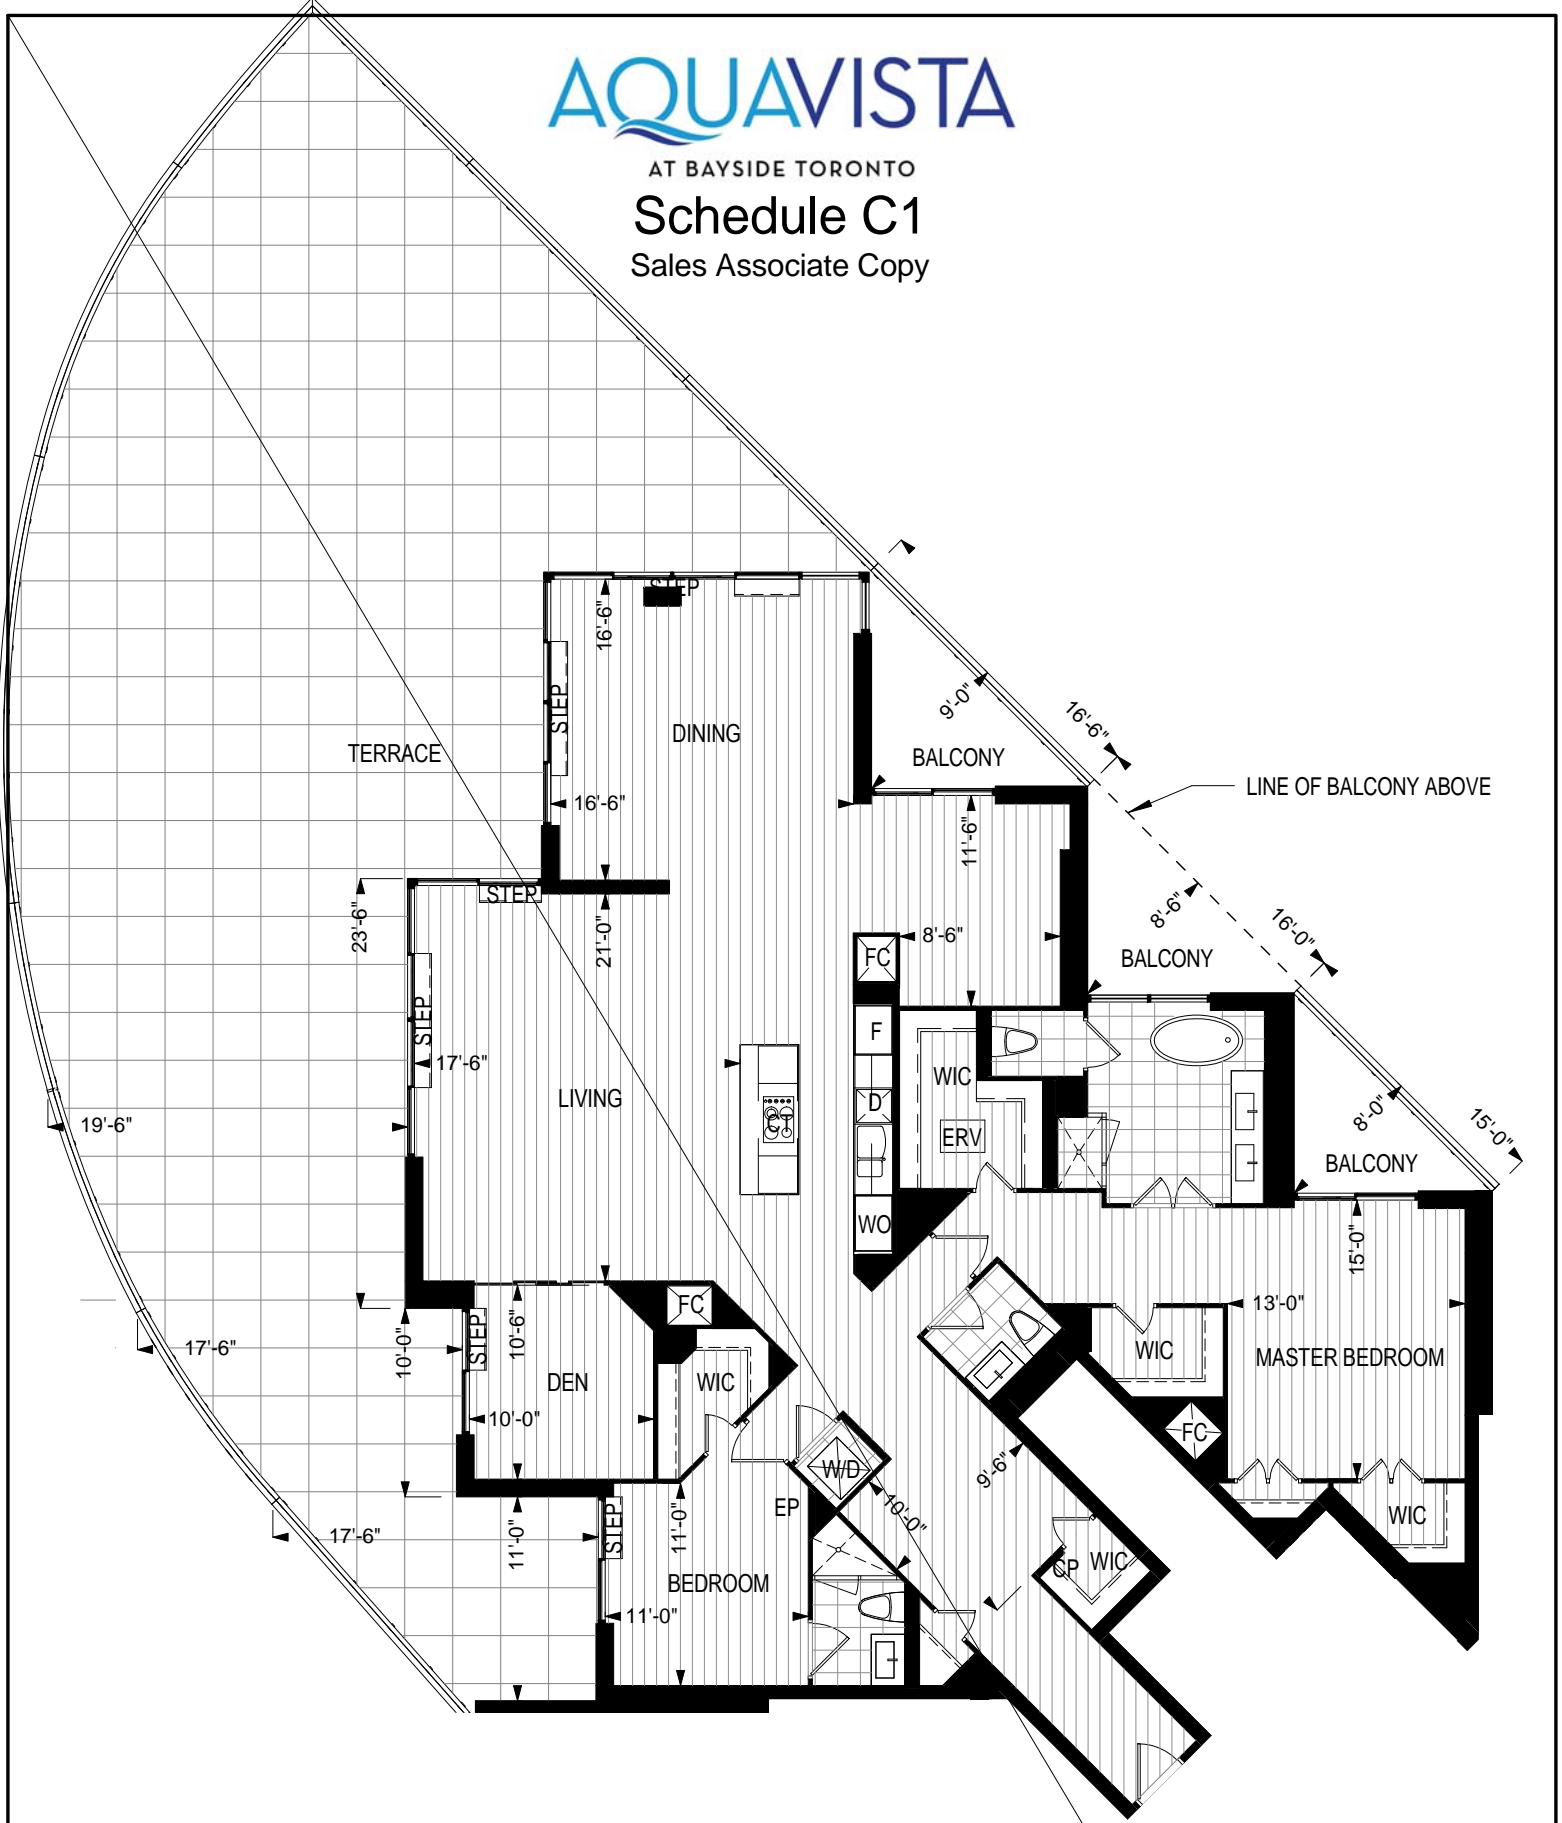 AQUAVISTA
AT BAYSIDE TORONTO
Schedule C1
Sales Associate Copy
STEP
16'-6"
STEP
DINING
9'-0"
16'-6"
TERRACE
BALCONY
LINE OF BALCONY ABOVE
16'-6"
11'-6"
STEP
23'-6"
21'-0"
8'-6"
8'-6"
16'-0"
FC
BALCONY
STEP
F
17'-6"
WIC
LIVING
D
CT
ERV
19'-6"
8'-0"
15'-0"
BALCONY
WO
15'-0"
FC
13'-0"
STEP
10'-6"
10'-0"
17'-6"
WIC
MASTER BEDROOM
DEN
WIC
10'-0"
FC
W/D
9'-6"
EP
10'-0"
STEP
WIC
17'-6"
11'-0"
11'-0"
CP
WIC
BEDROOM
11'-0"